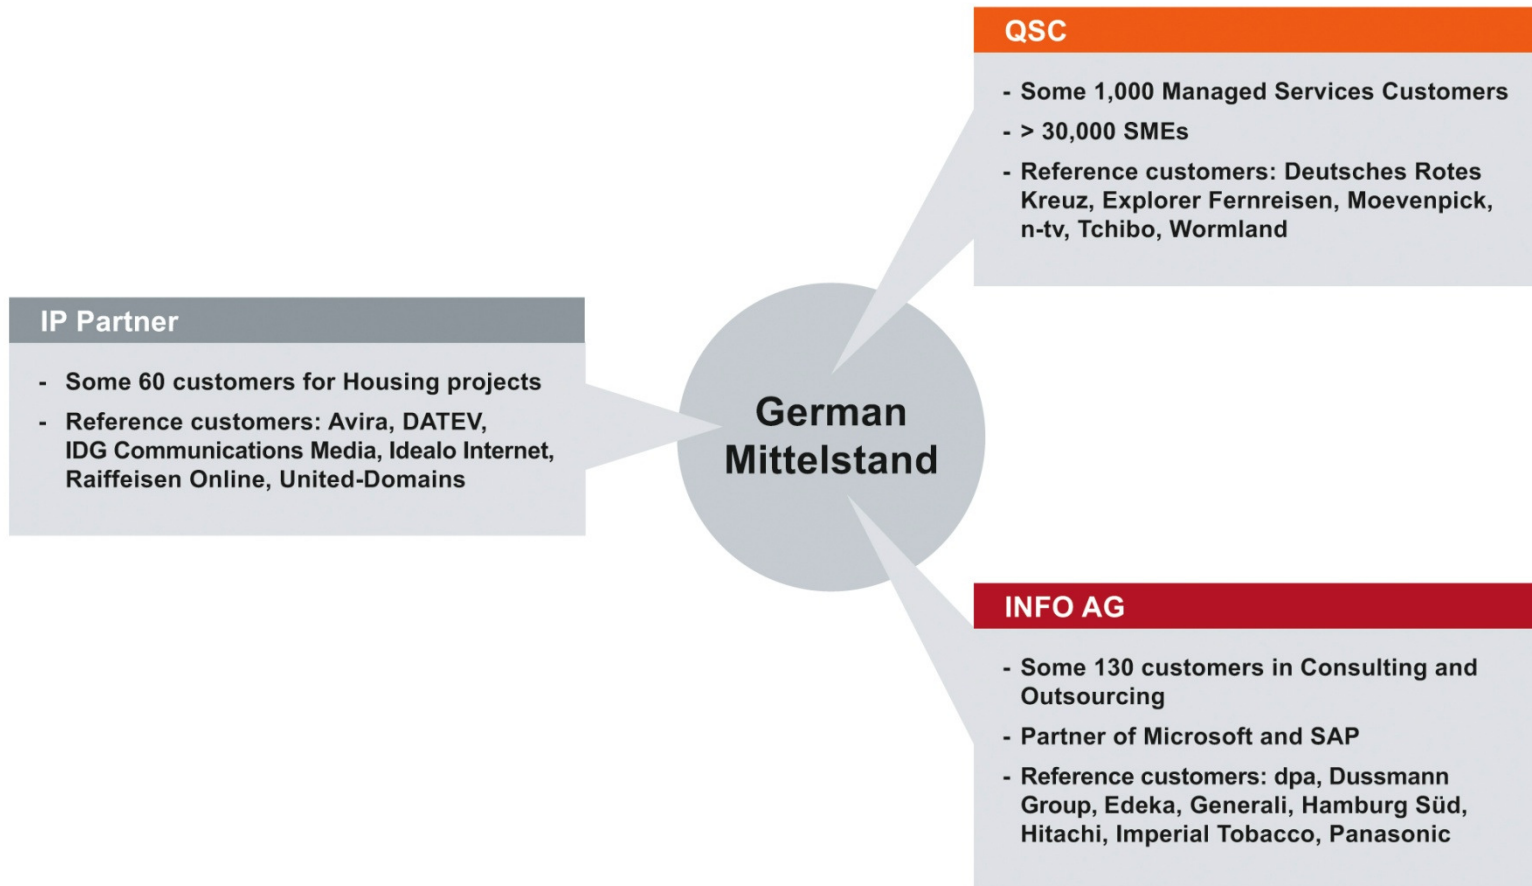 QSC
- Some 1,000 Managed Services Customers
- > 30,000 SMEs
- Reference customers: Deutsches Rotes
Kreuz, Explorer Fernreisen, Moevenpick,
n-tv, Tchibo, Wormland
IP Partner
- Some 60 customers for Housing projects
- Reference customers: Avira, DATEV,
IDG Communications Media, Idealo Internet,
Raiffeisen Online, United-Domains
German
Mittelstand
INFO AG
- Some 130 customers in Consulting and
Outsourcing
- Partner of Microsoft and SAP
- Reference customers: dpa, Dussmann
Group, Edeka, Generali, Hamburg Süd,
Hitachi, Imperial Tobacco, Panasonic